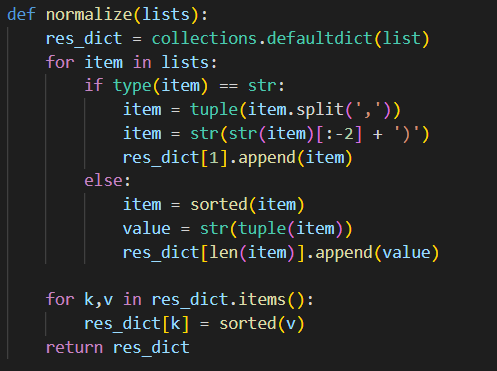 def normalize(lists):
    res_dict = collections.defaultdict(list)
    for item in lists:
        if type(item) == str:
            item = tuple(item.split(','))
            item = str(str(item)[:-2] + ')')
            res_dict[1].append(item)
        else:
            item = sorted(item)
            value = str(tuple(item))
            res_dict[len(item)].append(value)

    for k,v in res_dict.items():
        res_dict[k] = sorted(v)
    return res_dict